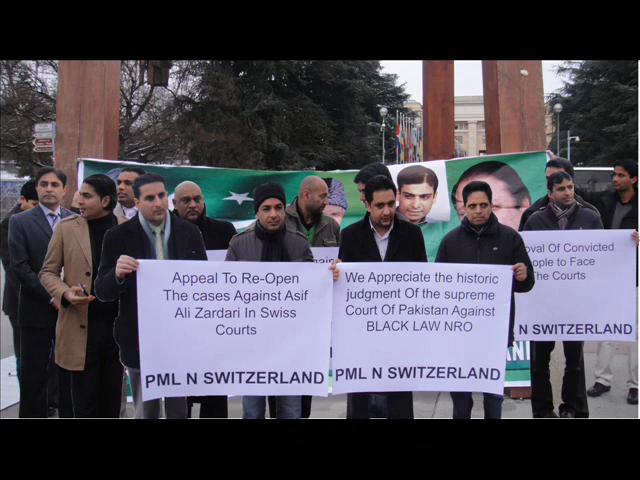 Appeal To Re-Open
The cases Against Asif
Ali Zardari In Swiss
Courts
PML N SWITZERLAND
We Appreciate the historic
judgment Of the supreme
Court Of Pakistan Against
BLACK LAW NRO
PML N SWITZERLAND
Of Convicted
to Face
The Courts
N SWITZERLAND